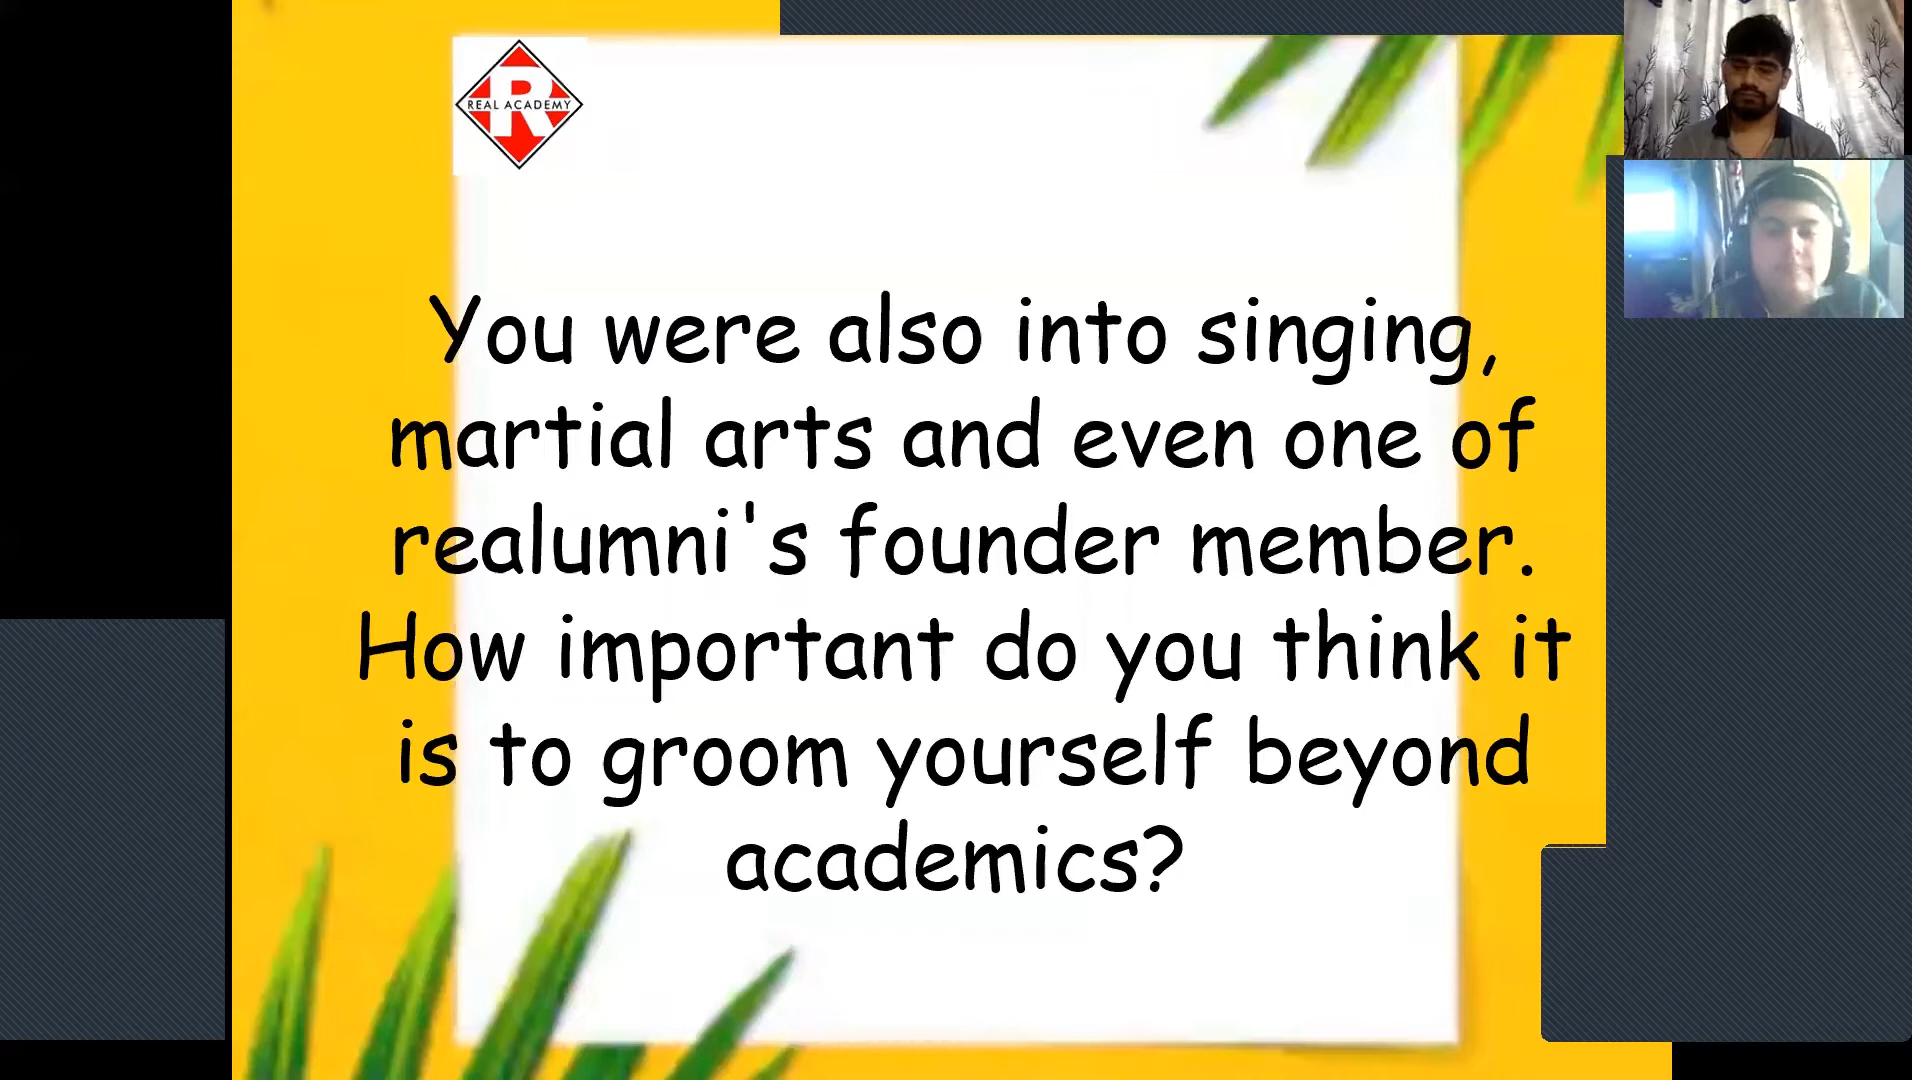 REAL ACADEMY
You were also into singing,
martial arts and even one of
realumni's founder member.
How important do you think it
is to groom yourself beyond
academics?